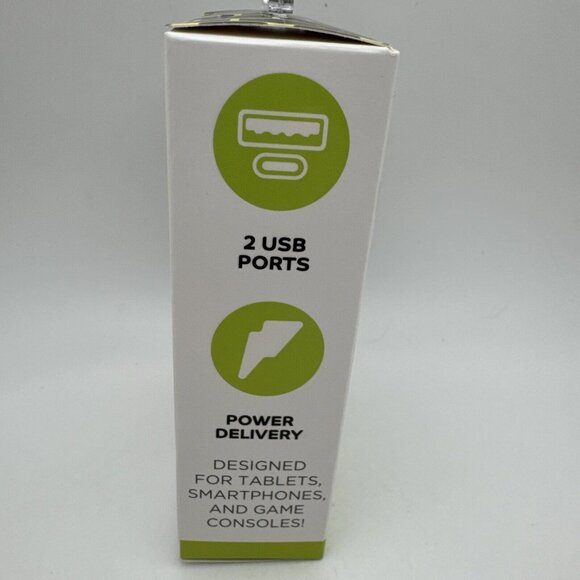 2 USB
PORTS
POWER
DELIVERY
DESIGNED
FOR TABLETS,
SMARTPHONES,
AND GAME
CONSOLES!